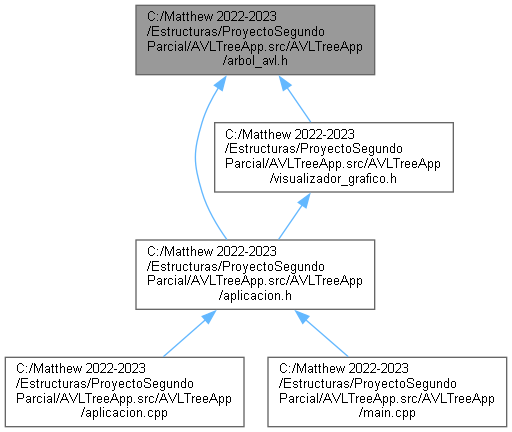 C:/Matthew 2022-2023
/Estructuras/ProyectoSegundo
Parcial/AVLTreeApp.src/AVLTreeApp
/arbol_avl.h
C:/Matthew 2022-2023
/Estructuras/ProyectoSegundo
Parcial/AVLTreeApp.src/AVLTreeApp
/visualizador_grafico.h
C:/Matthew 2022-2023
/Estructuras/ProyectoSegundo
Parcial/AVLTreeApp.src/AVLTreeApp
/aplicacion.h
C:/Matthew 2022-2023
/Estructuras/ProyectoSegundo
Parcial/AVLTreeApp.src/AVLTreeApp
/aplicacion.cpp
C:/Matthew 2022-2023
/Estructuras/ProyectoSegundo
Parcial/AVLTreeApp.src/AVLTreeApp
/main.cpp